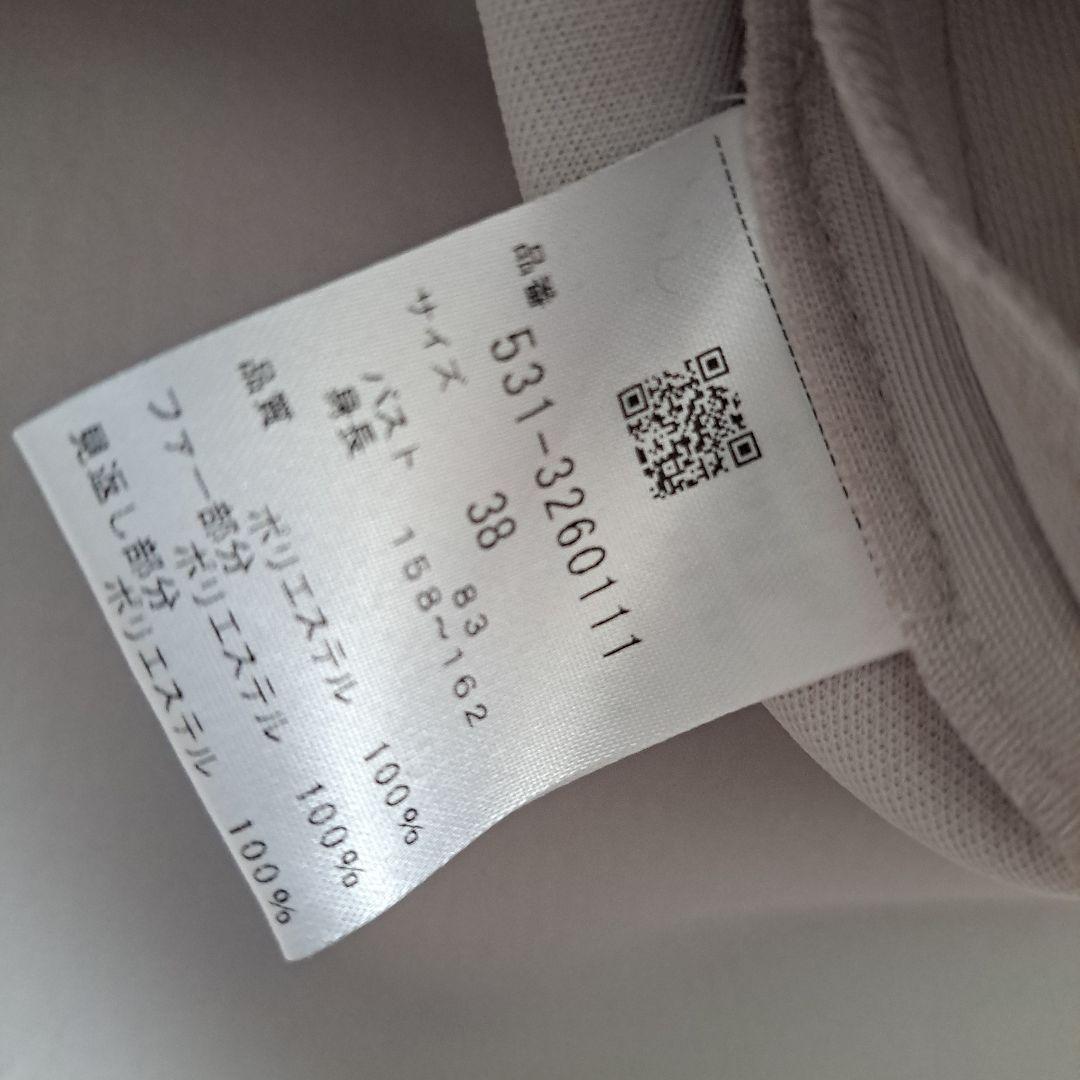 品番 531-3260111
サイズ 38
バスト 83
身長 158~162
品質 ポリエステル 100%
ファー部分
ポリエステル 100%
見返し部分
ポリエステル 100%